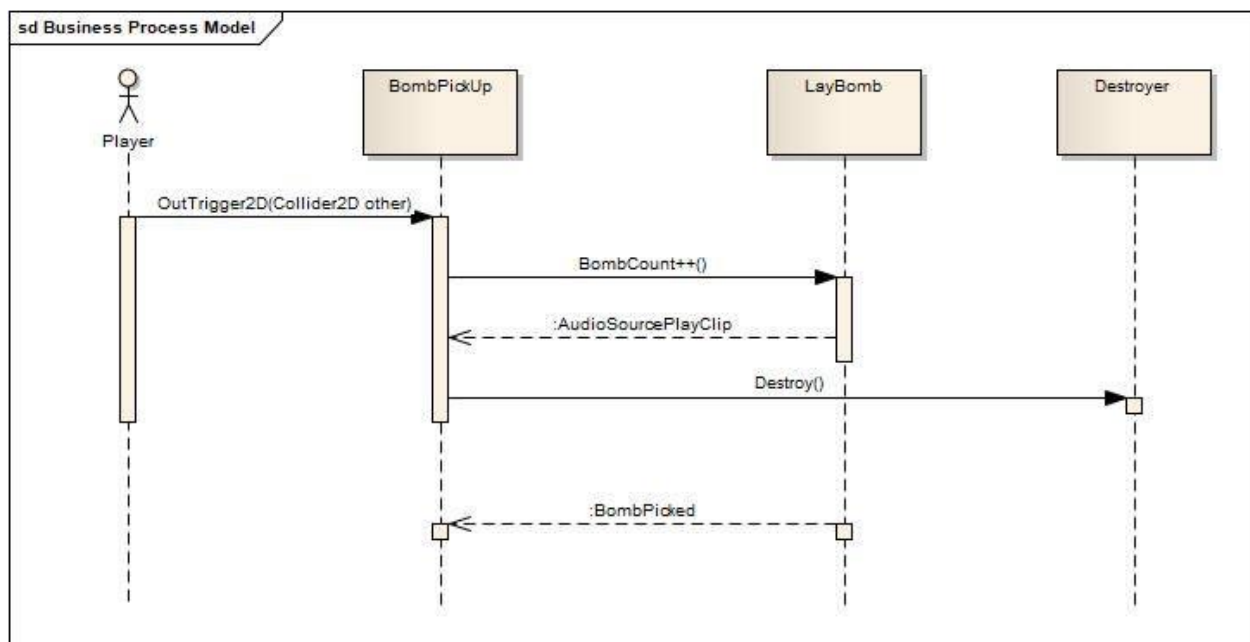 sd Business Process Model
BombPickUp
LayBomb
Destroyer
Player
OutTrigger2D(Collider2D other)
BombCount++()
:AudioSourcePlayClip
Destroy()
:BombPicked